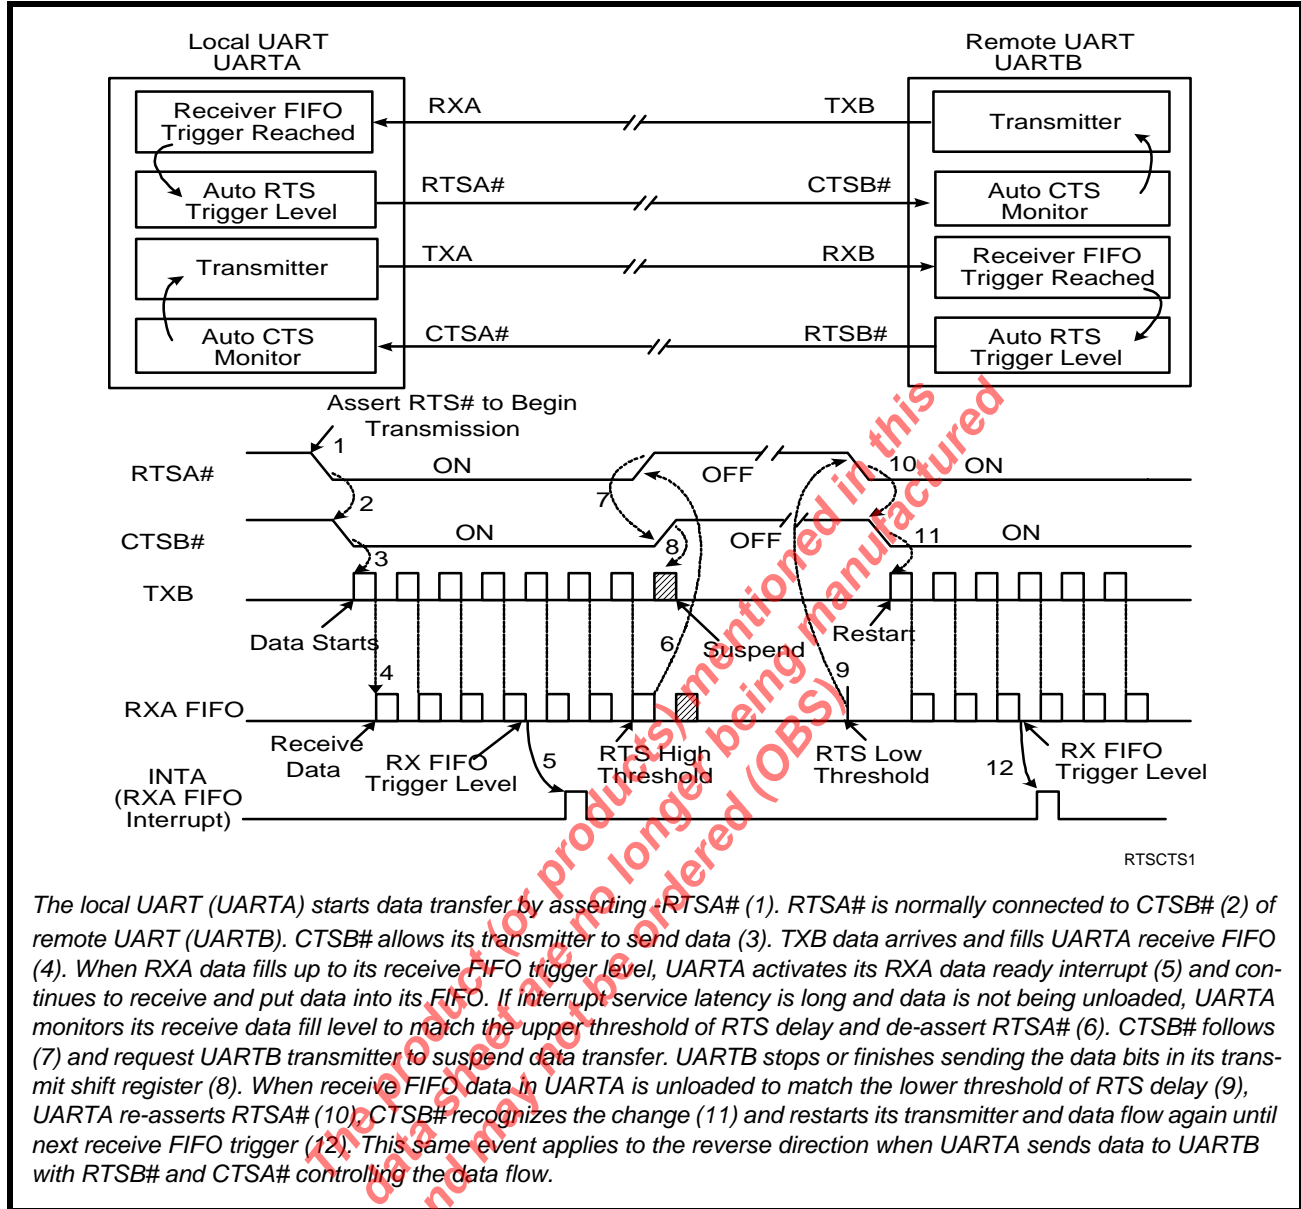 Local UART
UARTA
Remote UART
UARTB
Receiver FIFO
Trigger Reached
RXA
TXB
Transmitter
Auto RTS
Trigger Level
RTSA#
CTSB#
Auto CTS
Monitor
Transmitter
TXA
RXB
Receiver FIFO
Trigger Reached
Auto CTS
Monitor
CTSA#
RTSB#
Auto RTS
Trigger Level
Assert RTS# to Begin
Transmission
1
RTSA#
ON
OFF
10
ON
2
7
CTSB#
ON
8
OFF
11
ON
3
TXB
Data Starts
6
Suspend
Restart
4
9
RXA FIFO
Receive
Data
RX FIFO
Trigger Level
5
RTS High
Threshold
RTS Low
Threshold
12
RX FIFO
Trigger Level
INTA
(RXA FIFO
Interrupt)
RTSCTS1
The local UART (UARTA) starts data transfer by asserting -RTSA# (1). RTSA# is normally connected to CTSB# (2) of
remote UART (UARTB). CTSB# allows its transmitter to send data (3). TXB data arrives and fills UARTA receive FIFO
(4). When RXA data fills up to its receive FIFO trigger level, UARTA activates its RXA data ready interrupt (5) and con-
tinues to receive and put data into its FIFO. If interrupt service latency is long and data is not being unloaded, UARTA
monitors its receive data fill level to match the upper threshold of RTS delay and de-assert RTSA# (6). CTSB# follows
(7) and request UARTB transmitter to suspend data transfer. UARTB stops or finishes sending the data bits in its trans-
mit shift register (8). When receive FIFO data in UARTA is unloaded to match the lower threshold of RTS delay (9),
UARTA re-asserts RTSA# (10), CTSB# recognizes the change (11) and restarts its transmitter and data flow again until
next receive FIFO trigger (12). This same event applies to the reverse direction when UARTA sends data to UARTB
with RTSB# and CTSA# controlling the data flow.
The product (or products) mentioned in this
data sheet are no longer being manufactured
nd may not be ordered (OBS)